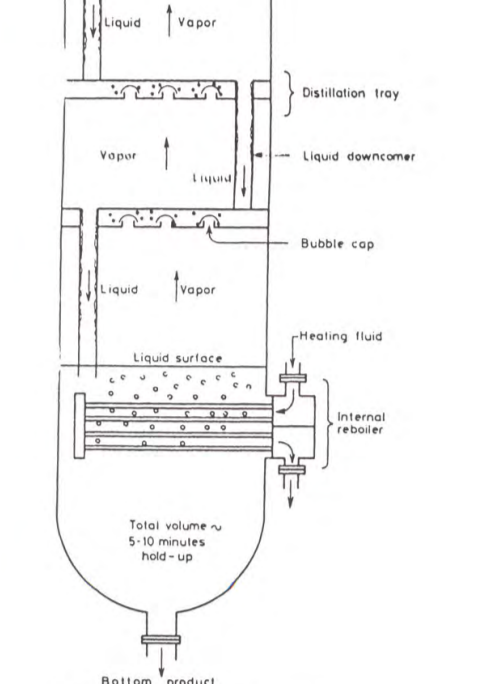 Liquid
Vapor
Distillation tray
Vapor
Liquid
Liquid downcomer
Bubble cap
Liquid
Vapor
Heating fluid
Liquid surface
Internal
reboiler
Total volume ~
5-10 minutes
hold-up
Bottom product